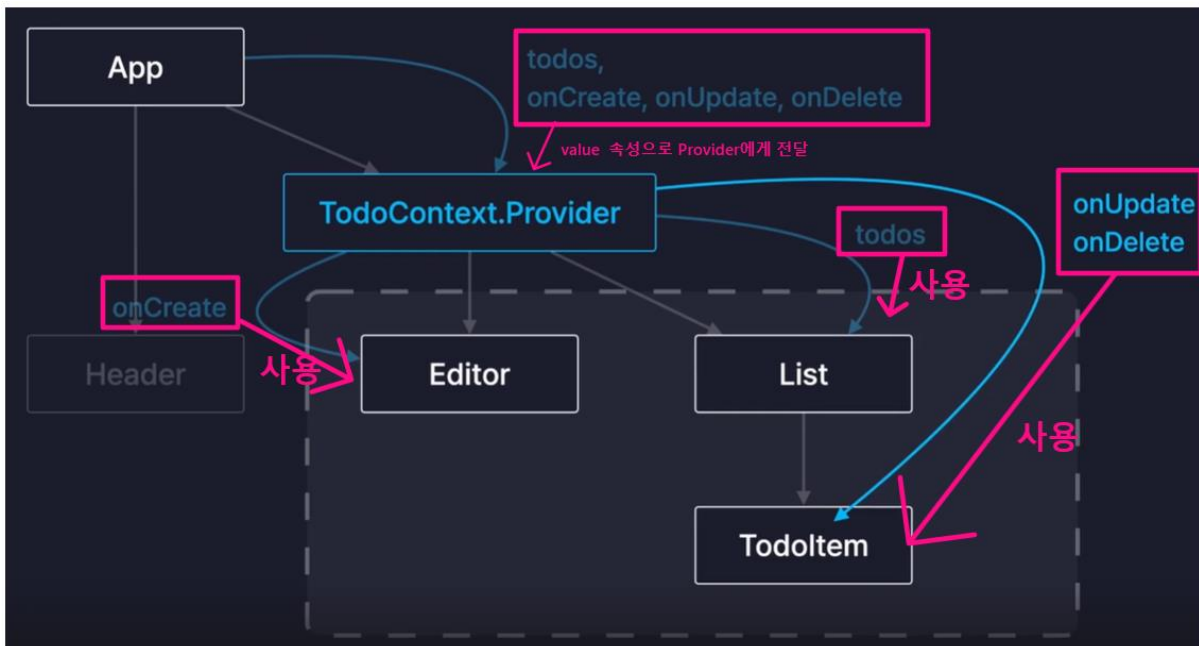 App
todos,
onCreate, onUpdate, onDelete
value 속성으로 Provider에게 전달
TodoContext.Provider
onUpdate
onDelete
todos
사용
onCreate
사용
Header
Editor
List
사용
TodoItem